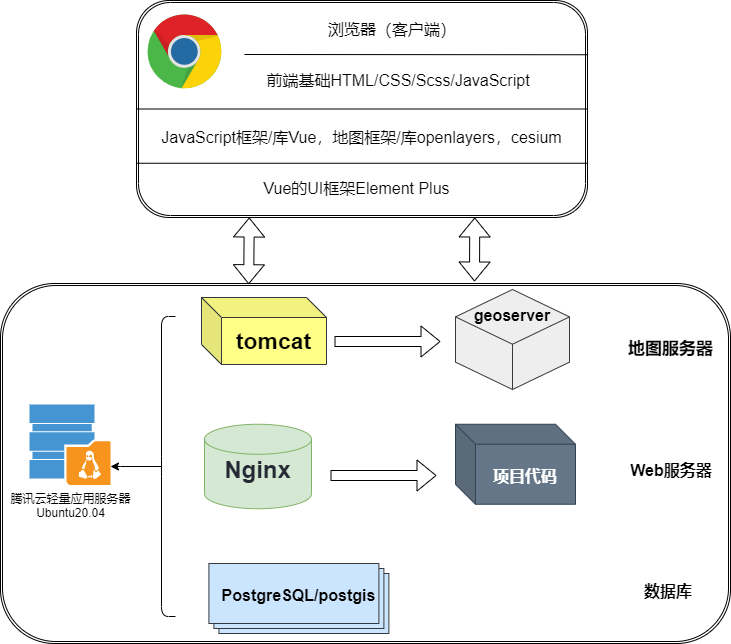 浏览器（客户端）
前端基础HTML/CSS/Scss/JavaScript
JavaScript框架/库Vue，地图框架/库openlayers，cesium
Vue的UI框架Element Plus
tomcat
geoserver
地图服务器
腾讯云轻量应用服务器
Ubuntu20.04
Nginx
项目代码
Web服务器
PostgreSQL/postgis
数据库